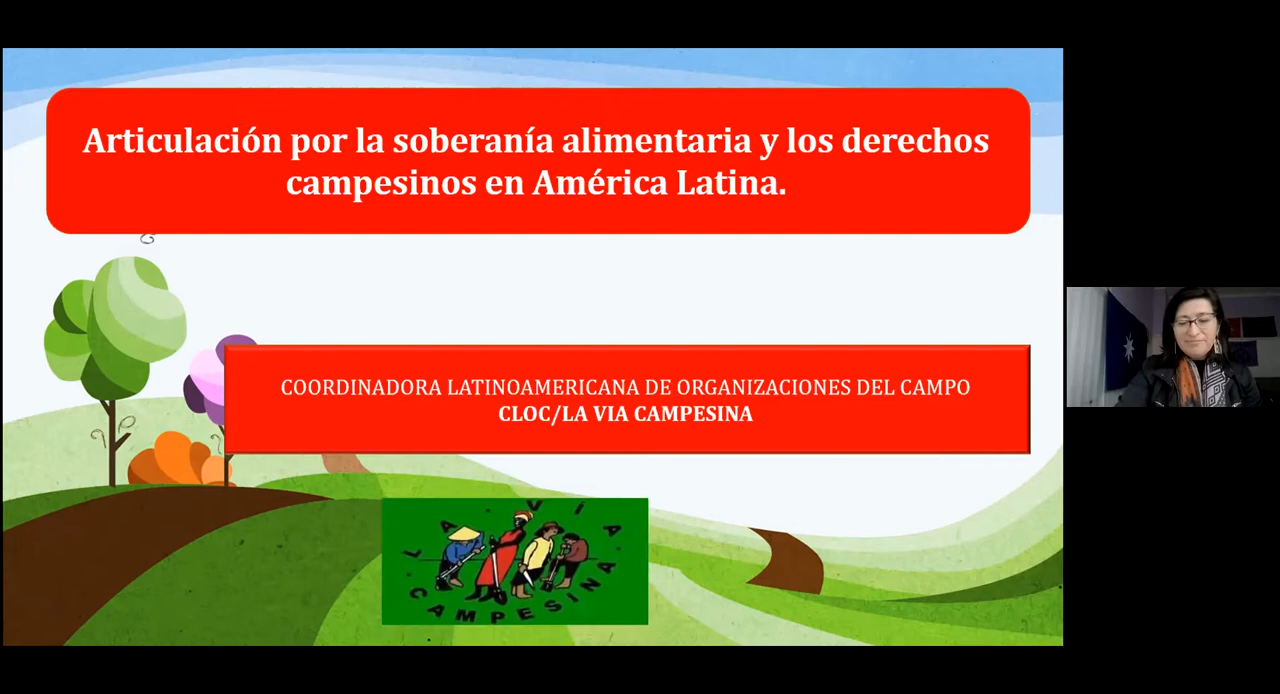 Articulación por la soberanía alimentaria y los derechos
campesinos en América Latina.
COORDINADORA LATINOAMERICANA DE ORGANIZACIONES DEL CAMPO
CLOC/LA VIA CAMPESINA
LA · VÍA
CAMPESINA